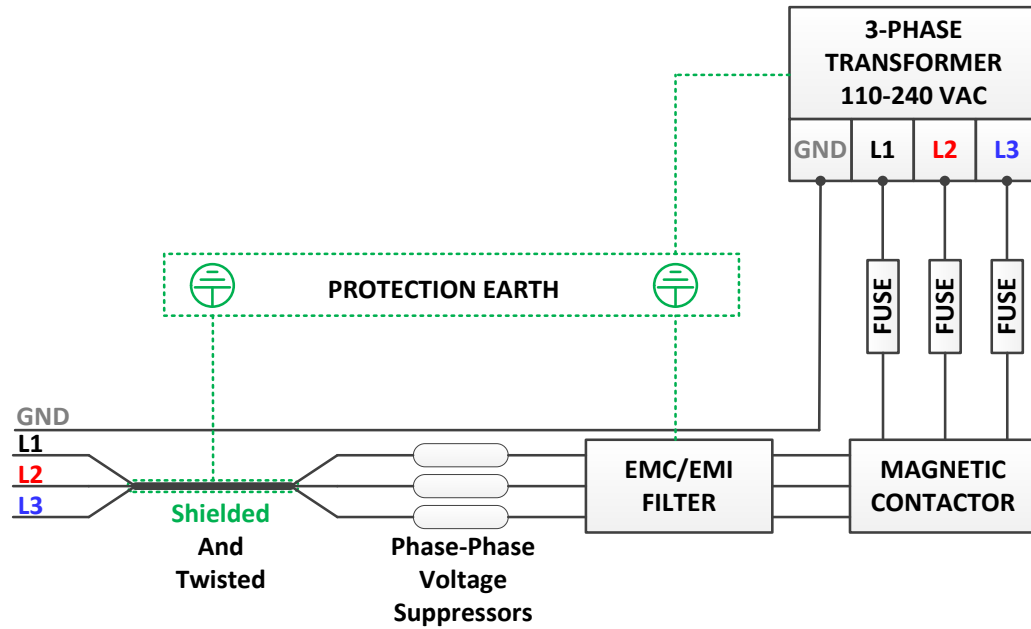 3-PHASE
TRANSFORMER
110-240 VAC
GND L1 L2 L3
FUSE FUSE FUSE
PROTECTION EARTH
GND
L1
L2
L3
Shielded
And
Twisted
Phase-Phase
Voltage
Suppressors
EMC/EMI
FILTER
MAGNETIC
CONTACTOR